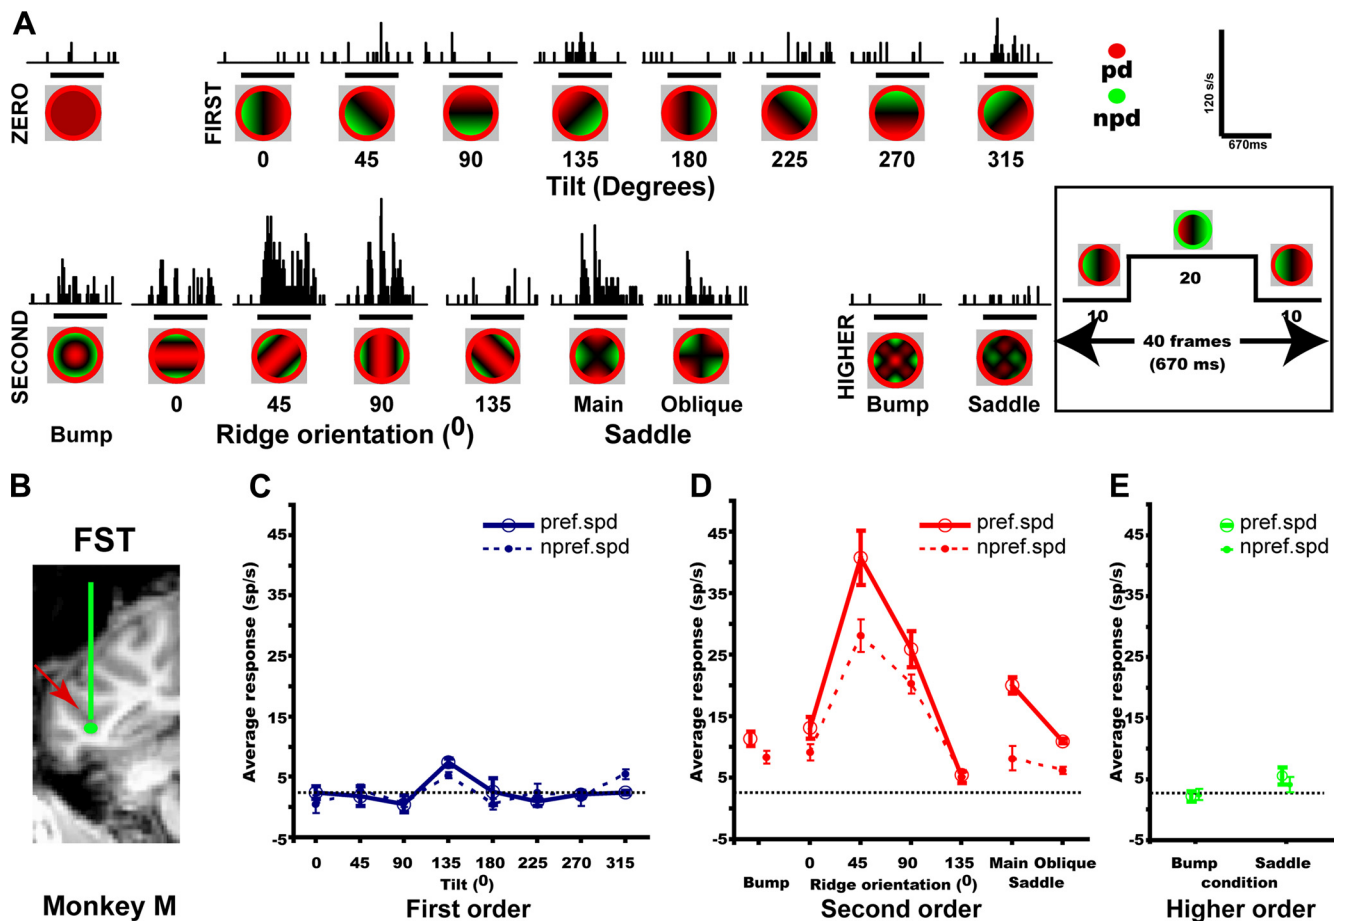 A
ZERO
FIRST
0 45 90 135 180 225 270 315
Tilt (Degrees)
pd
npd
120 s/s
670ms
SECOND
Bump
0 45 90 135
Ridge orientation (0)
Main Oblique
Saddle
HIGHER
Bump Saddle
20
10 10
40 frames
(670 ms)
B
FST
Monkey M
C
pref.spd
npref.spd
Average response (sp/s)
45
35
25
15
5
-5
0 45 90 135 180 225 270 315
Tilt (0)
First order
D
pref.spd
npref.spd
Average response (sp/s)
45
35
25
15
5
-5
0 45 90 135 Main Oblique
Bump Ridge orientation (0) Saddle
Second order
E
pref.spd
npref.spd
Average response (sp/s)
45
35
25
15
5
-5
Bump Saddle
condition
Higher order